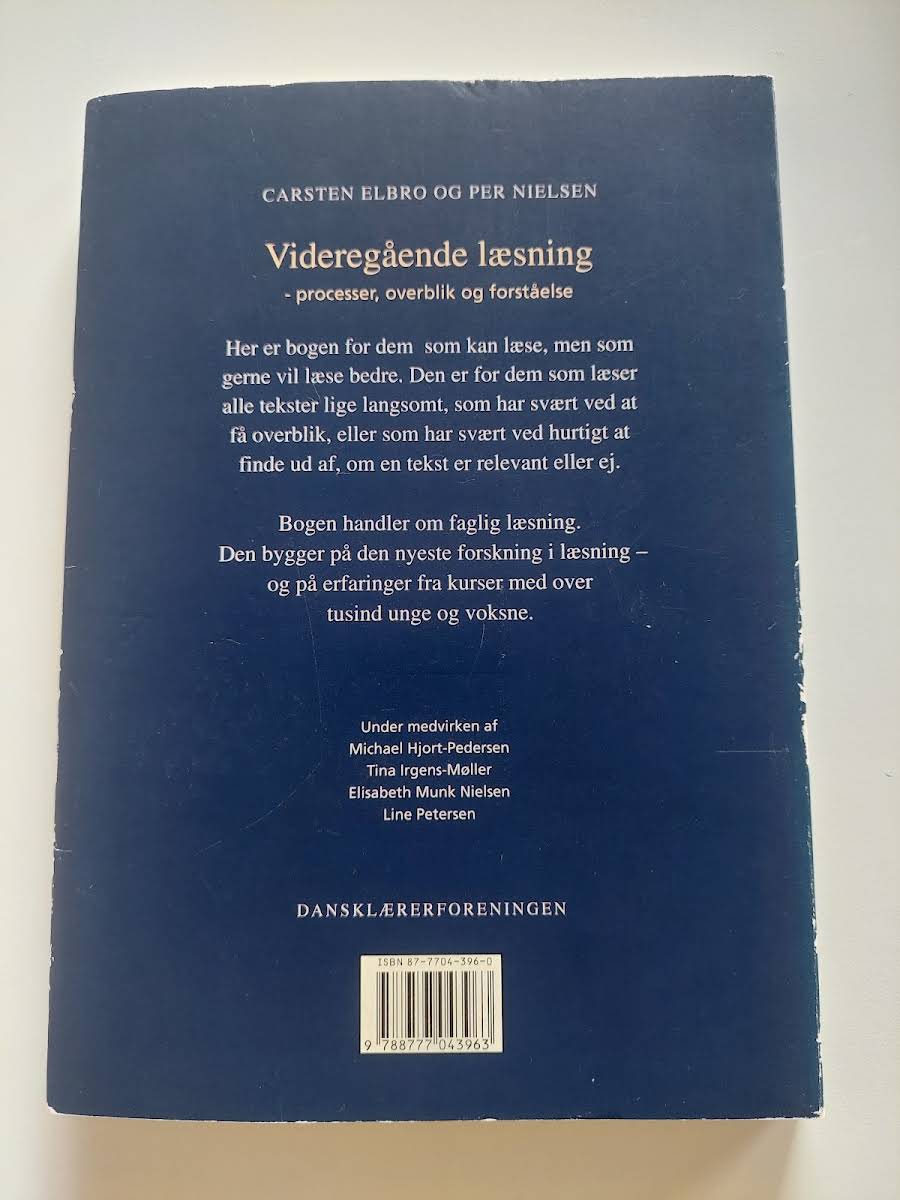 CARSTEN ELBRO OG PER NIELSEN
Videregående læsning
- processer, overblik og forståelse
Her er bogen for dem som kan læse, men som
gerne vil læse bedre. Den er for dem som læser
alle tekster lige langsomt, som har svært ved at
få overblik, eller som har svært ved hurtigt at
finde ud af, om en tekst er relevant eller ej.
Bogen handler om faglig læsning.
Den bygger på den nyeste forskning i læsning –
og på erfaringer fra kurser med over
tusind unge og voksne.
Under medvirken af
Michael Hjort-Pedersen
Tina Irgens-Møller
Elisabeth Munk Nielsen
Line Petersen
DANSKLÆRERFORENINGEN
ISBN 87-7704-396-0
9 788777 043963